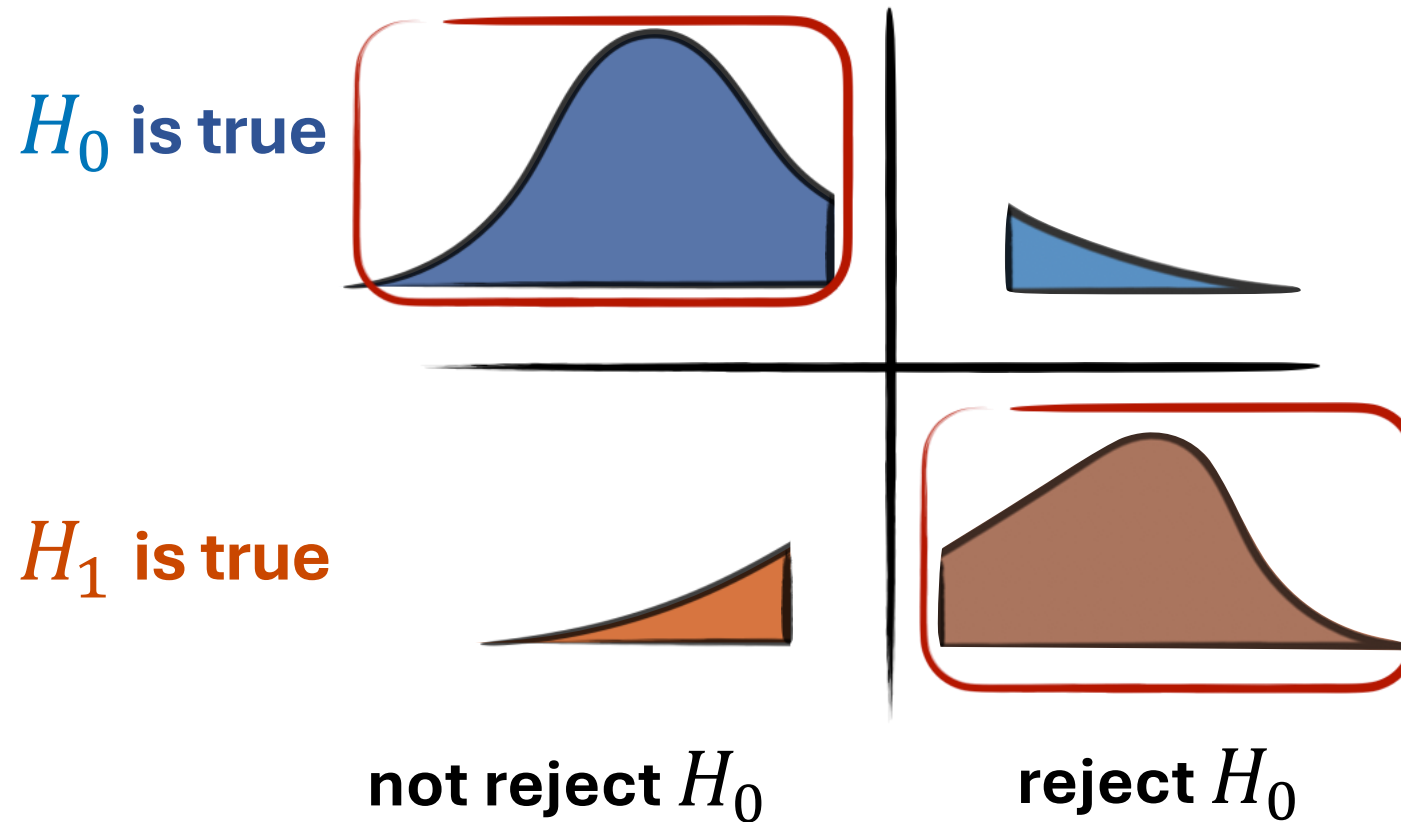 H₀ is true
H₁ is true
not reject H₀
reject H₀